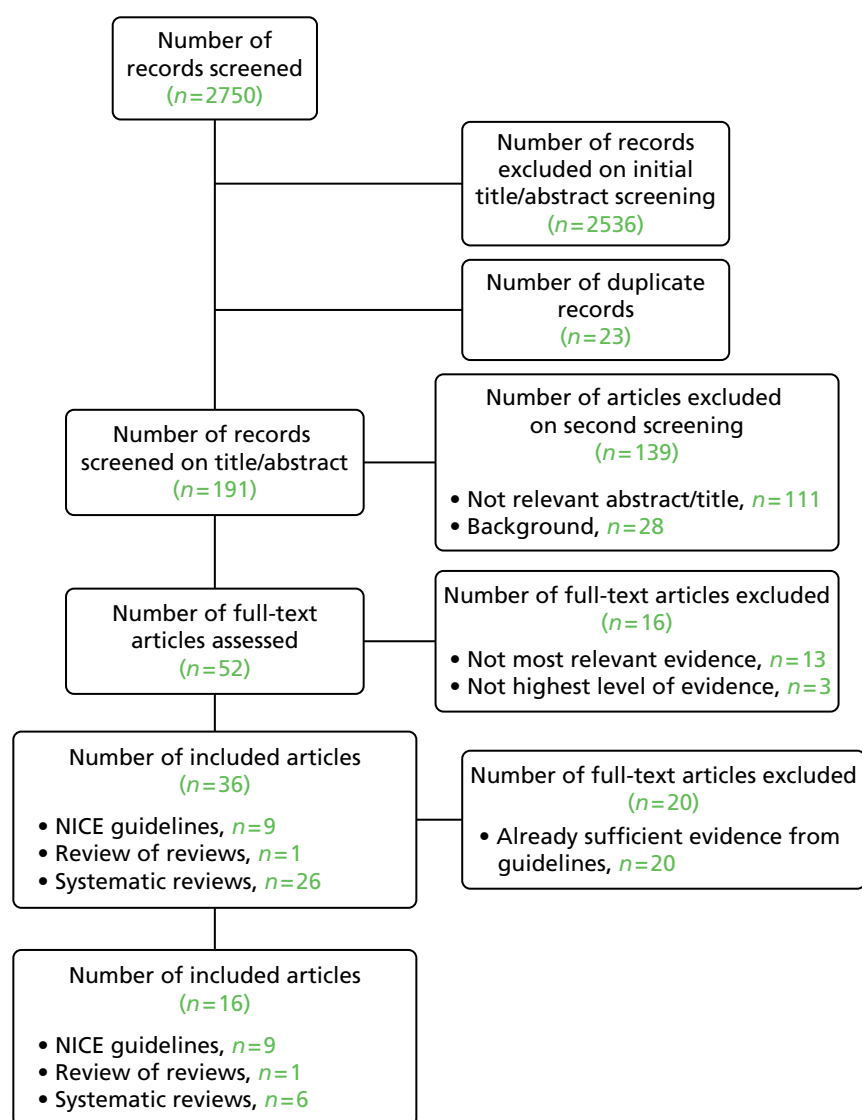 Number of
records screened
(n=2750)
Number of records
excluded on initial
title/abstract screening
(n=2536)
Number of duplicate
records
(n=23)
Number of records
screened on title/abstract
(n=191)
Number of articles excluded
on second screening
(n=139)
• Not relevant abstract/title, n=111
• Background, n=28
Number of full-text
articles assessed
(n=52)
Number of full-text articles excluded
(n=16)
• Not most relevant evidence, n=13
• Not highest level of evidence, n=3
Number of included articles
(n=36)
• NICE guidelines, n=9
• Review of reviews, n=1
• Systematic reviews, n=26
Number of full-text articles excluded
(n=20)
• Already sufficient evidence from
guidelines, n=20
Number of included articles
(n=16)
• NICE guidelines, n=9
• Review of reviews, n=1
• Systematic reviews, n=6